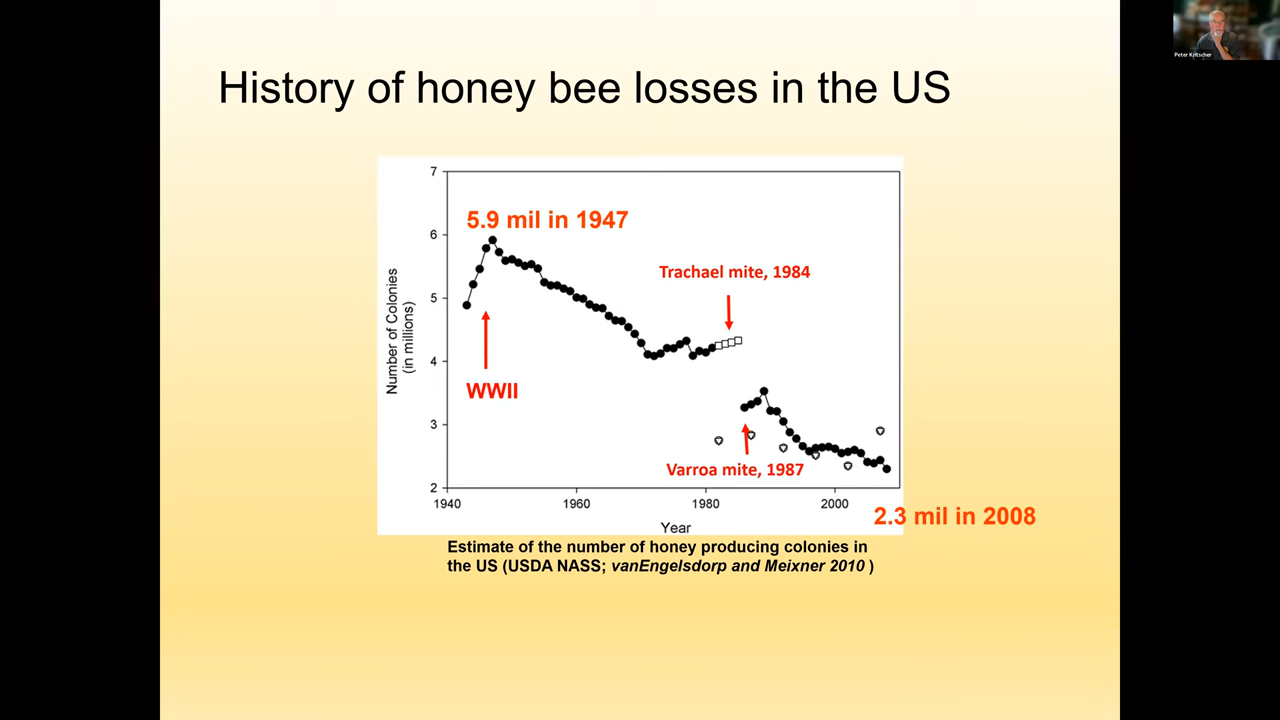 Peter Kritscher
History of honey bee losses in the US
7
6
5
4
3
2
Number of Colonies
(in millions)
5.9 mil in 1947
Trachael mite, 1984
WWII
Varroa mite, 1987
1940
1960
1980
2000
Year
2.3 mil in 2008
Estimate of the number of honey producing colonies in
the US (USDA NASS; vanEngelsdorp and Meixner 2010 )